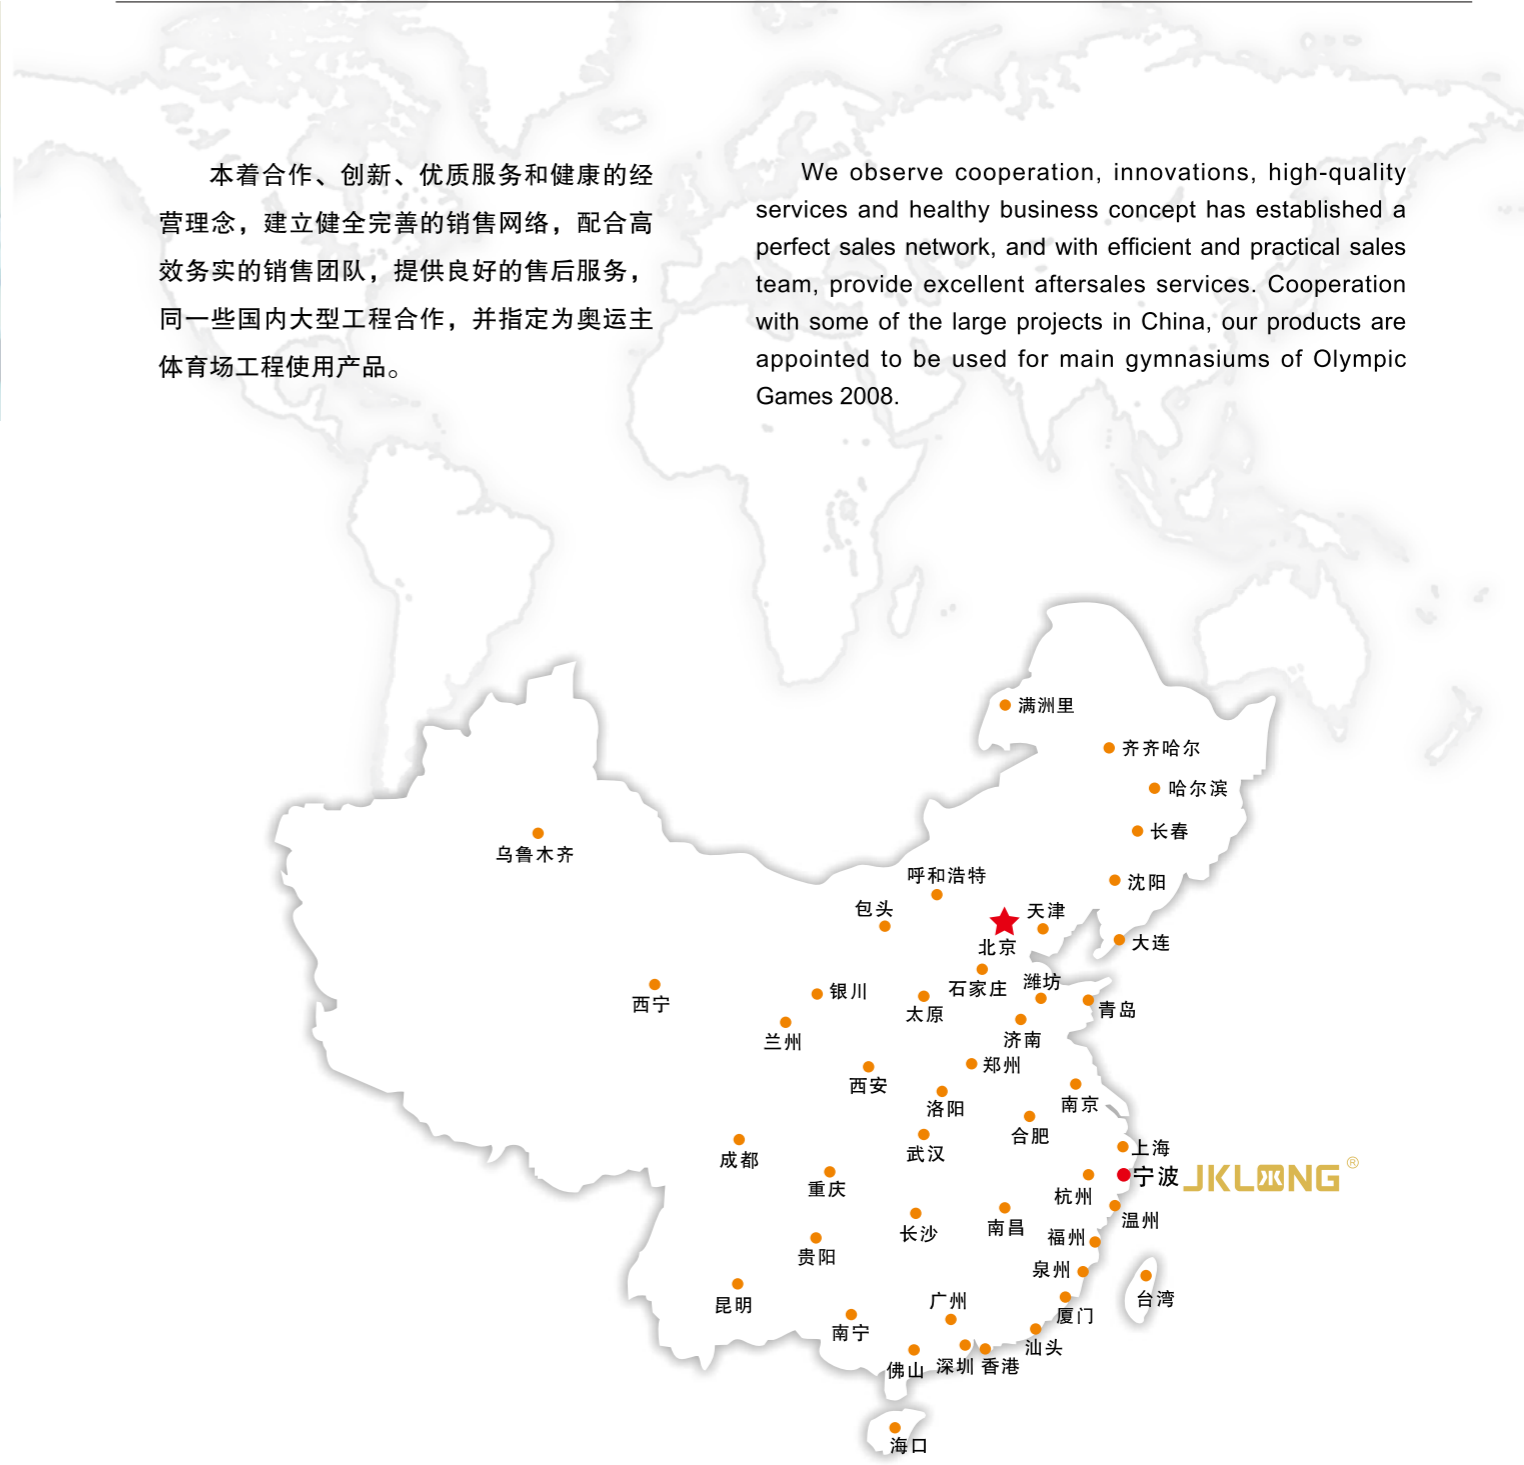 本着合作、创新、优质服务和健康的经
营理念，建立健全完善的销售网络，配合高
效务实的销售团队，提供良好的售后服务，
同一些国内大型工程合作，并指定为奥运主
体育场工程使用产品。
We observe cooperation, innovations, high-quality
services and healthy business concept has established a
perfect sales network, and with efficient and practical sales
team, provide excellent aftersales services. Cooperation
with some of the large projects in China, our products are
appointed to be used for main gymnasiums of Olympic
Games 2008.
满洲里
齐齐哈尔
哈尔滨
长春
乌鲁木齐
呼和浩特
沈阳
包头
天津
北京
大连
石家庄
潍坊
银川
西宁
太原
青岛
兰州
济南
郑州
西安
洛阳
南京
合肥
上海
武汉
成都
宁波 JKLONG®
重庆
杭州
温州
长沙
南昌
福州
贵阳
泉州
台湾
昆明
广州
厦门
南宁
汕头
佛山
深圳
香港
海口